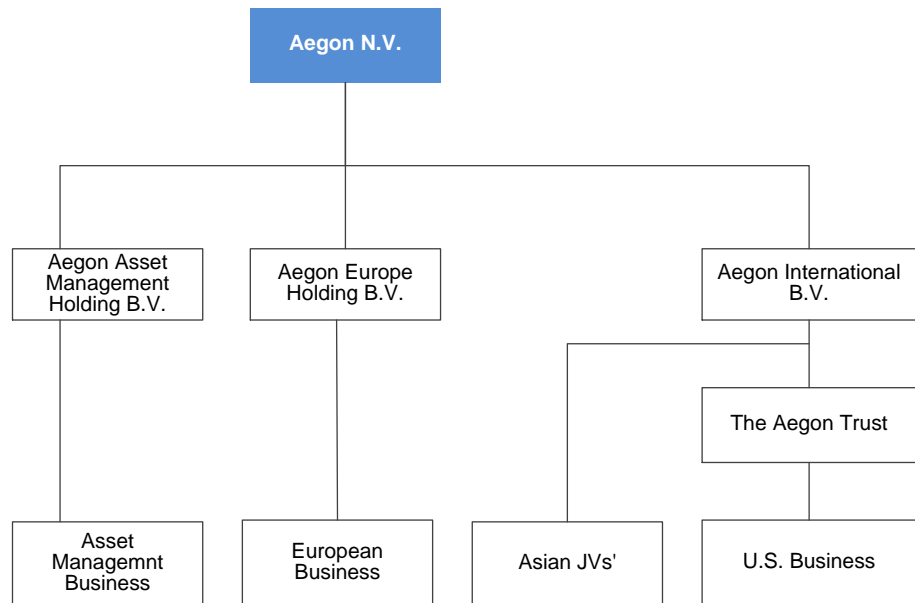 Aegon N.V.
Aegon Asset
Management
Holding B.V.
Aegon Europe
Holding B.V.
Aegon International
B.V.
The Aegon Trust
Asset
Managemnt
Business
European
Business
Asian JVs'
U.S. Business